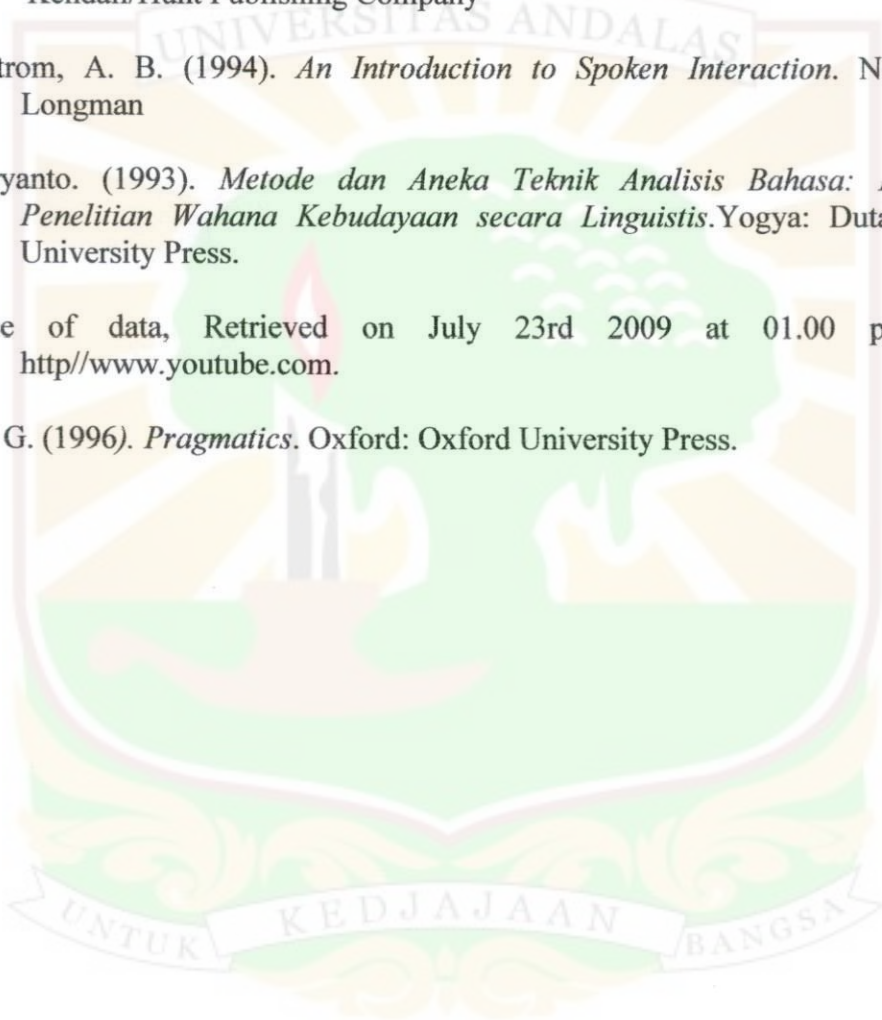 Kendall/Hunt Publishing Company
UNIVERSITAS ANDALAS
trom, A. B. (1994). An Introduction to Spoken Interaction. N
Longman
yanto. (1993). Metode dan Aneka Teknik Analisis Bahasa:
Penelitian Wahana Kebudayaan secara Linguistis.Yogya: Duta
University Press.
e of data, Retrieved on July 23rd 2009 at 01.00 p
http//www.youtube.com.
G. (1996). Pragmatics. Oxford: Oxford University Press.
UNTUK KEDJAJAAN BANGSA